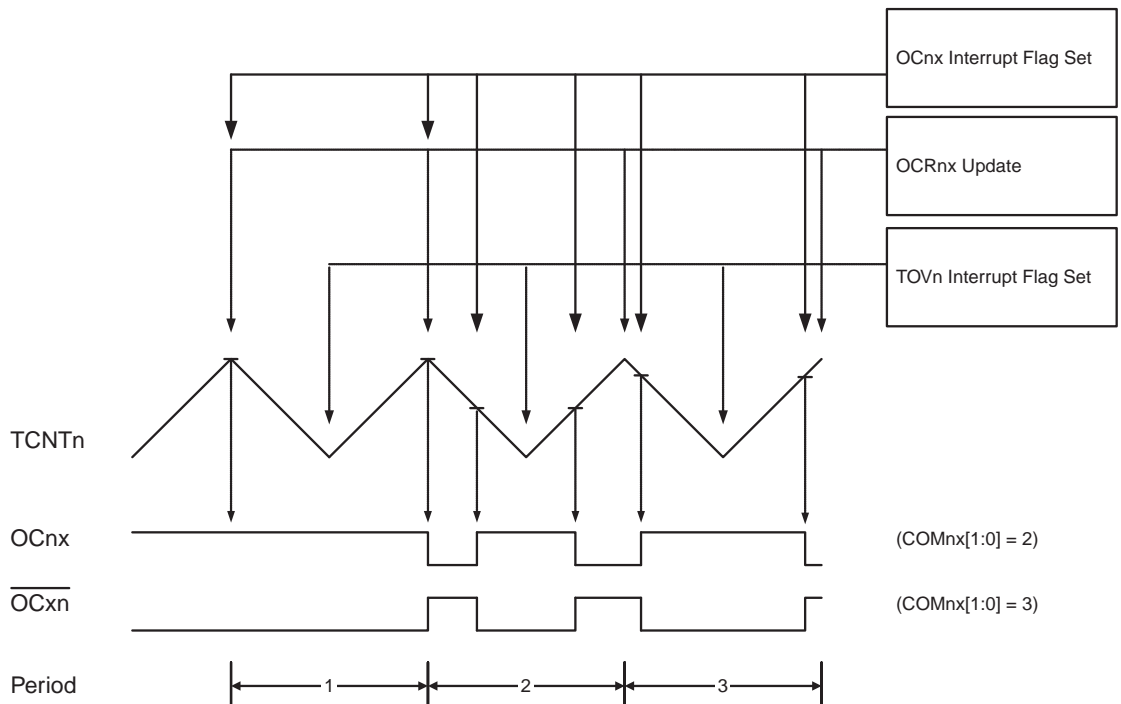 OCnx Interrupt Flag Set
OCRnx Update
TOVn Interrupt Flag Set
TCNTn
OCnx
(COMnx[1:0] = 2)
OCxn
(COMnx[1:0] = 3)
Period
1
2
3